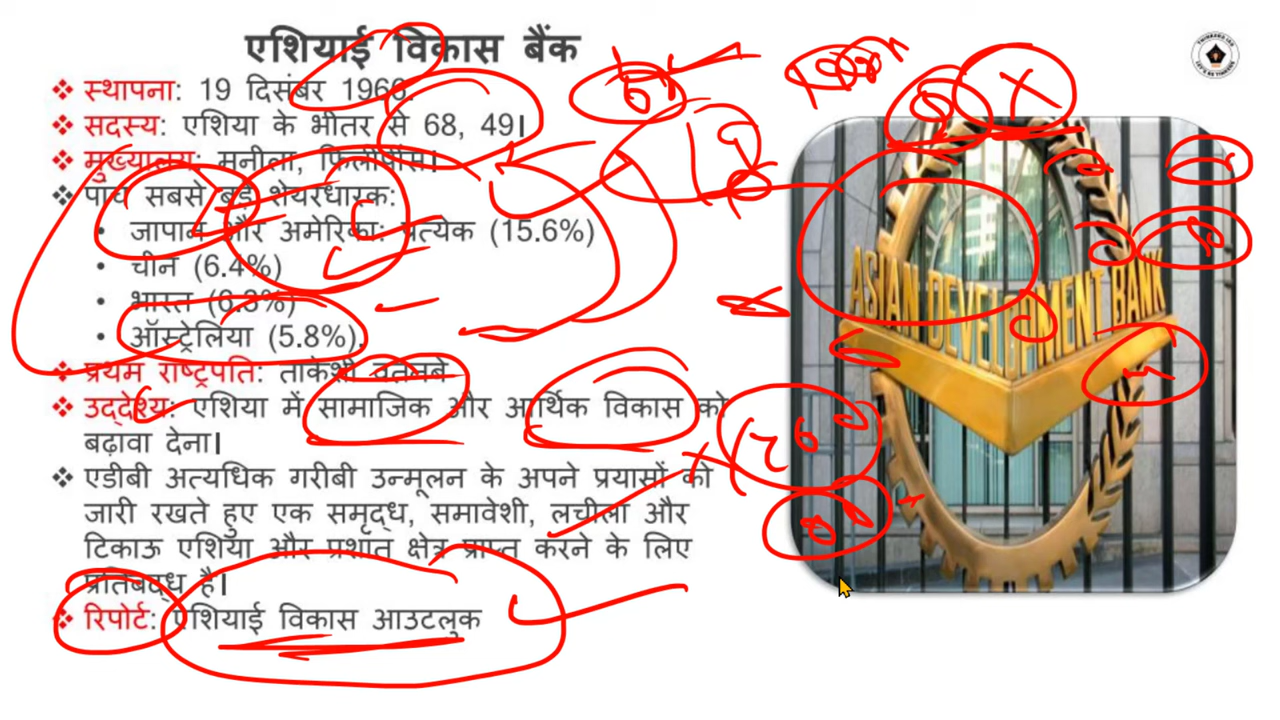 एशियाई विकास बैंक
❖ स्थापना: 19 दिसंबर 1966.
❖ सदस्य: एशिया के भीतर से 68, 49।
❖ मुख्यालय: मनीला, फिलीपींस।
❖ पांच सबसे बड़े शेयरधारक:
• जापान और अमेरिका: प्रत्येक (15.6%)
• चीन (6.4%)
• भारत (6.3%)
• ऑस्ट्रेलिया (5.8%).
❖ प्रथम राष्ट्रपति: ताकेशी वतनबे
❖ उद्देश्य: एशिया में सामाजिक और आर्थिक विकास को
बढ़ावा देना।
❖ एडीबी अत्यधिक गरीबी उन्मूलन के अपने प्रयासों को
जारी रखते हुए एक समृद्ध, समावेशी, लचीला और
टिकाऊ एशिया और प्रशांत क्षेत्र प्राप्त करने के लिए
प्रतिबद्ध है।
❖ रिपोर्ट: एशियाई विकास आउटलुक
ASIAN DEVELOPMENT BANK